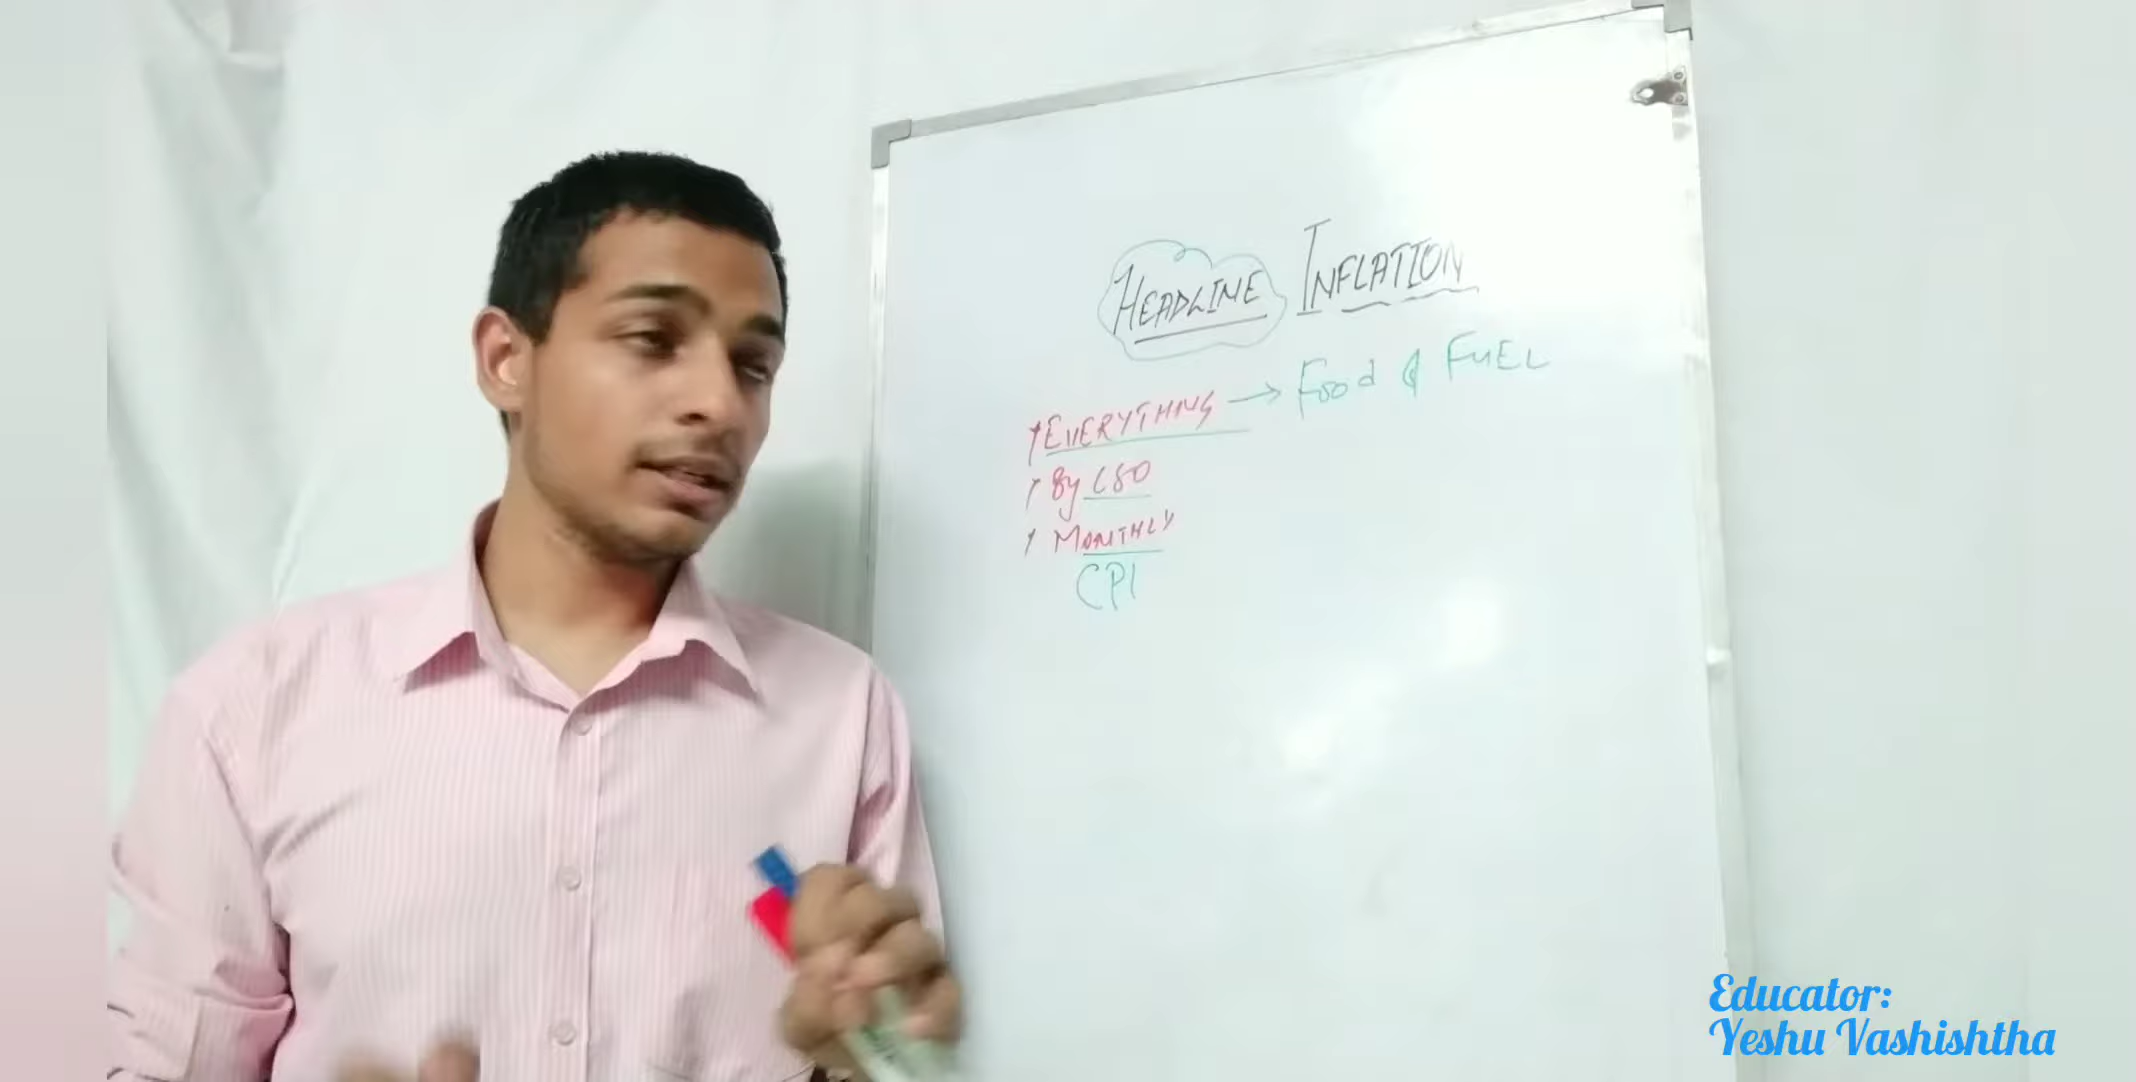 HEADLINE INFLATION
EVERYTHING → Food & FUEL
By CSO
MONTHLY
CPI
Educator:
Yeshu Vashishtha